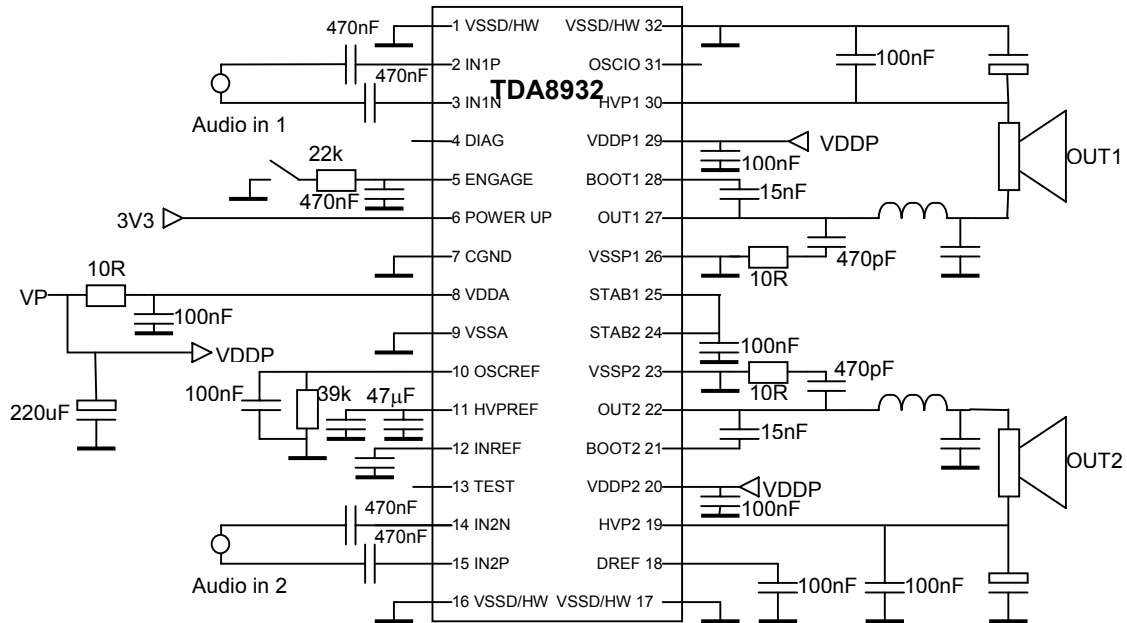 TDA8932
1 VSSD/HW
2 IN1P
3 IN1N
4 DIAG
5 ENGAGE
6 POWER UP
7 CGND
8 VDDA
9 VSSA
10 OSCREF
11 HVPREF
12 INREF
13 TEST
14 IN2N
15 IN2P
16 VSSD/HW
VSSD/HW 32
OSCIO 31
HVP1 30
VDDP1 29
BOOT1 28
OUT1 27
VSSP1 26
STAB1 25
STAB2 24
VSSP2 23
OUT2 22
BOOT2 21
VDDP2 20
HVP2 19
DREF 18
VSSD/HW 17
470nF
470nF
Audio in 1
22k
470nF
3V3
10R
VP
100nF
VDDP
220uF
100nF
39k
47μF
470nF
470nF
Audio in 2
100nF
VDDP
100nF
OUT1
15nF
470pF
10R
100nF
470pF
10R
15nF
OUT2
VDDP
100nF
100nF
100nF